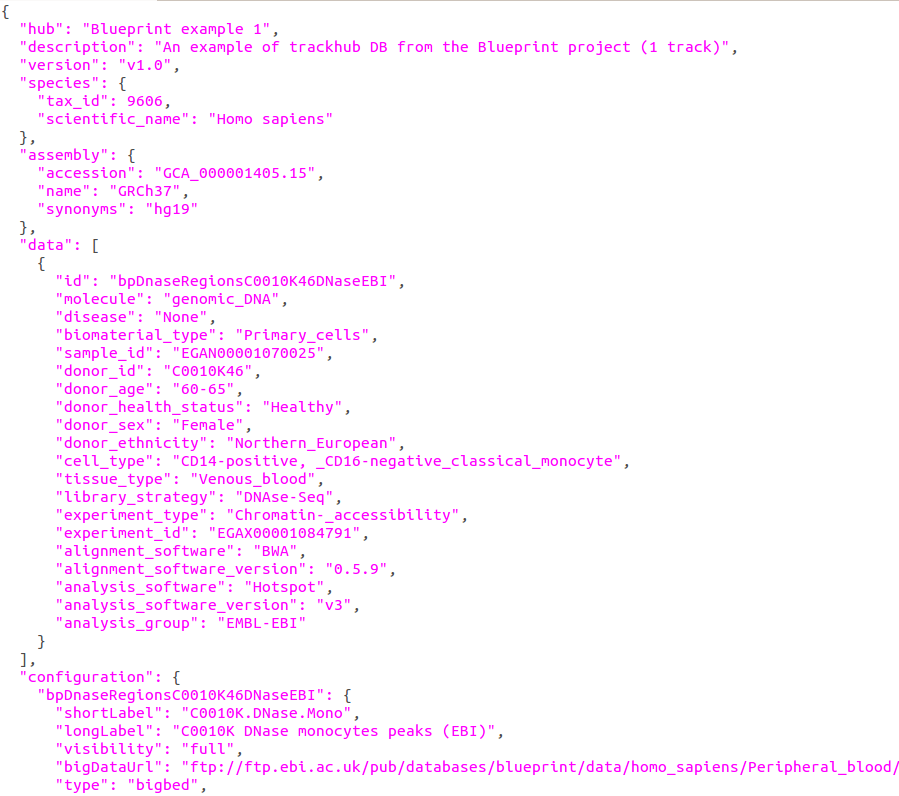 {
"hub": "Blueprint example 1",
"description": "An example of trackhub DB from the Blueprint project (1 track)",
"version": "v1.0",
"species": {
"tax_id": 9606,
"scientific_name": "Homo sapiens"
},
"assembly": {
"accession": "GCA_000001405.15",
"name": "GRCh37",
"synonyms": "hg19"
},
"data": [
{
"id": "bpDnaseRegionsC0010K46DNaseEBI",
"molecule": "genomic_DNA",
"disease": "None",
"biomaterial_type": "Primary_cells",
"sample_id": "EGAN00001070025",
"donor_id": "C0010K46",
"donor_age": "60-65",
"donor_health_status": "Healthy",
"donor_sex": "Female",
"donor_ethnicity": "Northern_European",
"cell_type": "CD14-positive, _CD16-negative_classical_monocyte",
"tissue_type": "Venous_blood",
"library_strategy": "DNAse-Seq",
"experiment_type": "Chromatin-_accessibility",
"experiment_id": "EGAX00001084791",
"alignment_software": "BWA",
"alignment_software_version": "0.5.9",
"analysis_software": "Hotspot",
"analysis_software_version": "v3",
"analysis_group": "EMBL-EBI"
}
],
"configuration": {
"bpDnaseRegionsC0010K46DNaseEBI": {
"shortLabel": "C0010K.DNase.Mono",
"longLabel": "C0010K DNase monocytes peaks (EBI)",
"visibility": "full",
"bigDataUrl": "ftp://ftp.ebi.ac.uk/pub/databases/blueprint/data/homo_sapiens/Peripheral_blood/
"type": "bigbed",